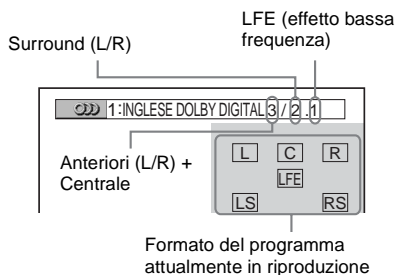 LFE (effetto bassa
frequenza)
Surround (L/R)
1:INGLESE DOLBY DIGITAL 3 / 2 .1
Anteriori (L/R) +
Centrale
L C R
LFE
LS RS
Formato del programma
attualmente in riproduzione